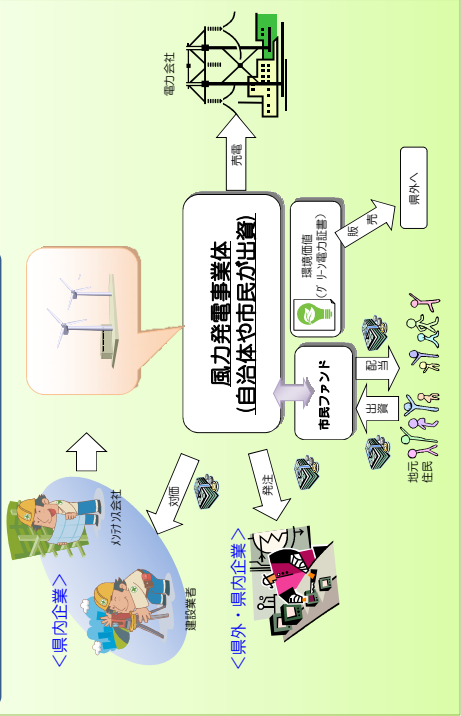 ＜県内企業＞
メンテナンス会社
建設業者
対価
＜県外・県内企業＞
発注
風力発電事業体
(自治体や市民が出資)
売電
電力会社
市民ファンド
環境価値
（グリーン電力証書）
販売
県外へ
出資
配当
地元
住民